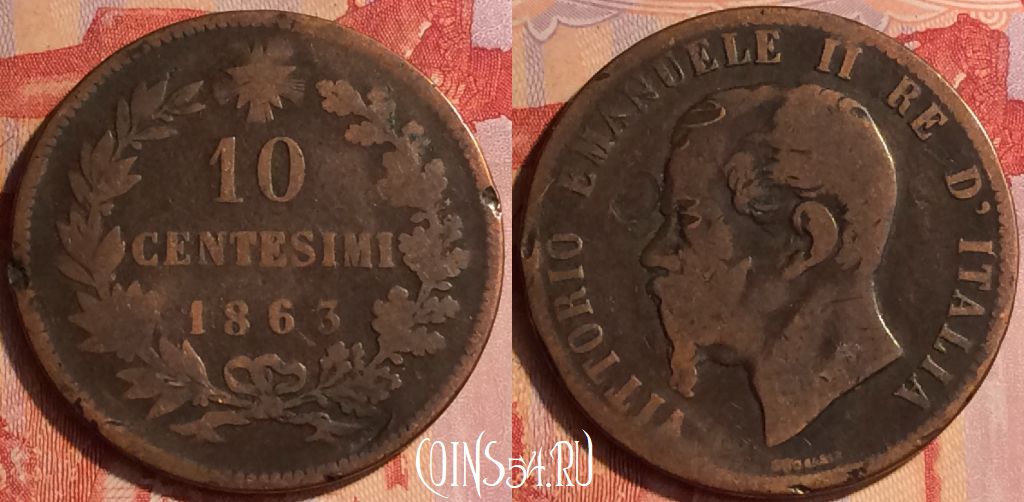 10
CENTESIMI
1863
VITTORIO EMANUELE II RE D'ITALIA
COINS54.RU